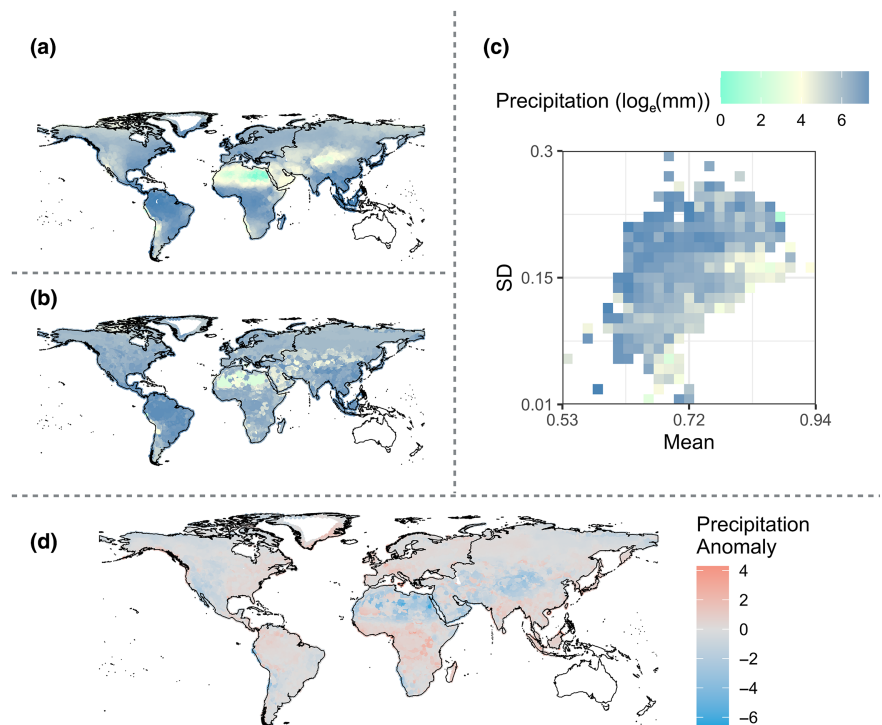 (a)
(b)
(c)
Precipitation (logₑ(mm))
0 2 4 6
0.3
0.15
0.01
SD
0.53 0.72 0.94
Mean
(d)
Precipitation
Anomaly
4
2
0
−2
−4
−6